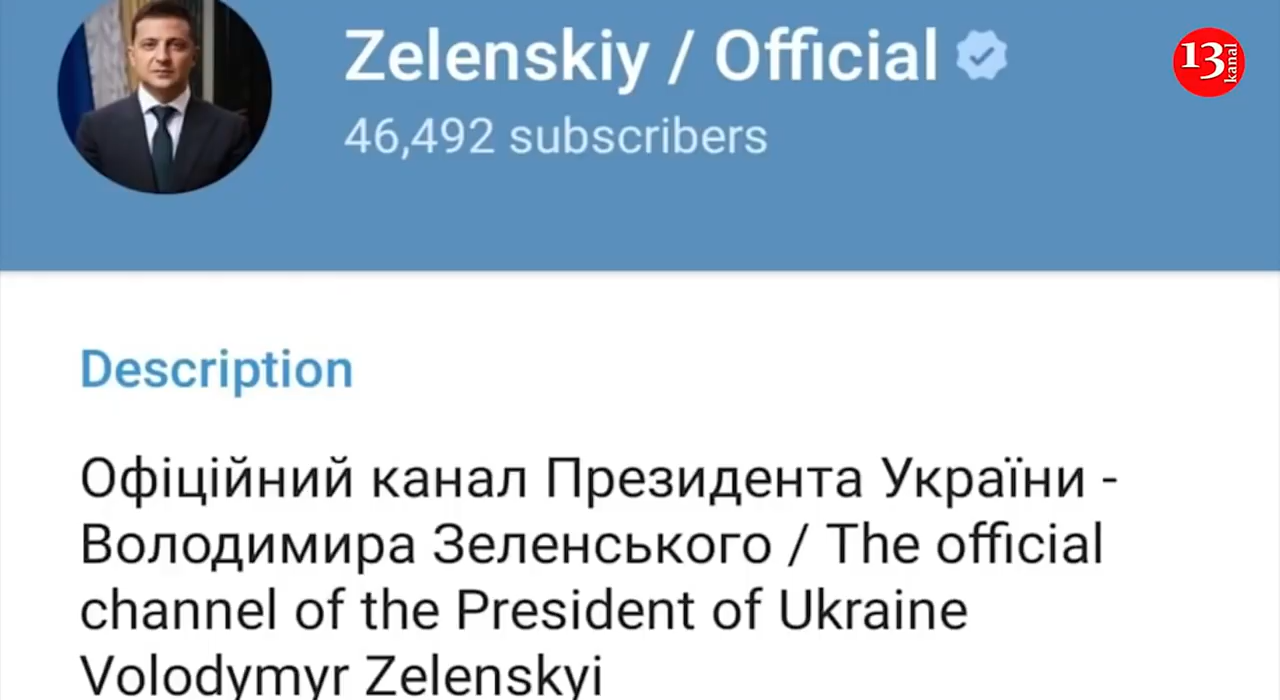 Zelenskiy / Official
46,492 subscribers
13 kanal
Description
Офіційний канал Президента України -
Володимира Зеленського / The official
channel of the President of Ukraine
Volodymyr Zelenskyi